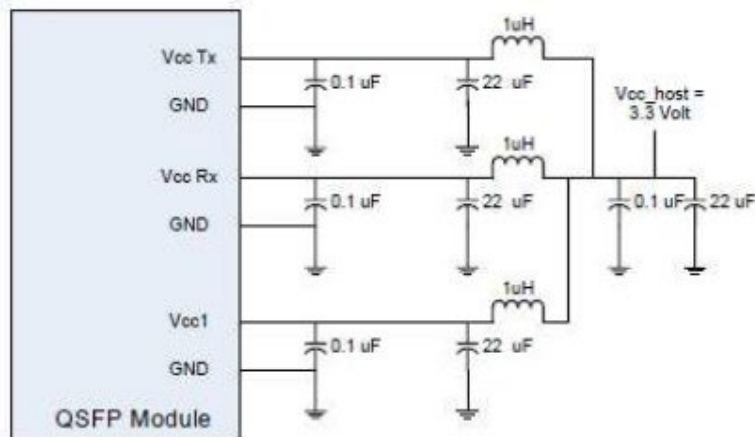 1uH
Vcc Tx
0.1 uF
22 uF
GND
Vcc_host =
3.3 Volt
1uH
Vcc Rx
0.1 uF
22 uF
0.1 uF
22 uF
GND
1uH
Vcc1
0.1 uF
22 uF
GND
QSFP Module